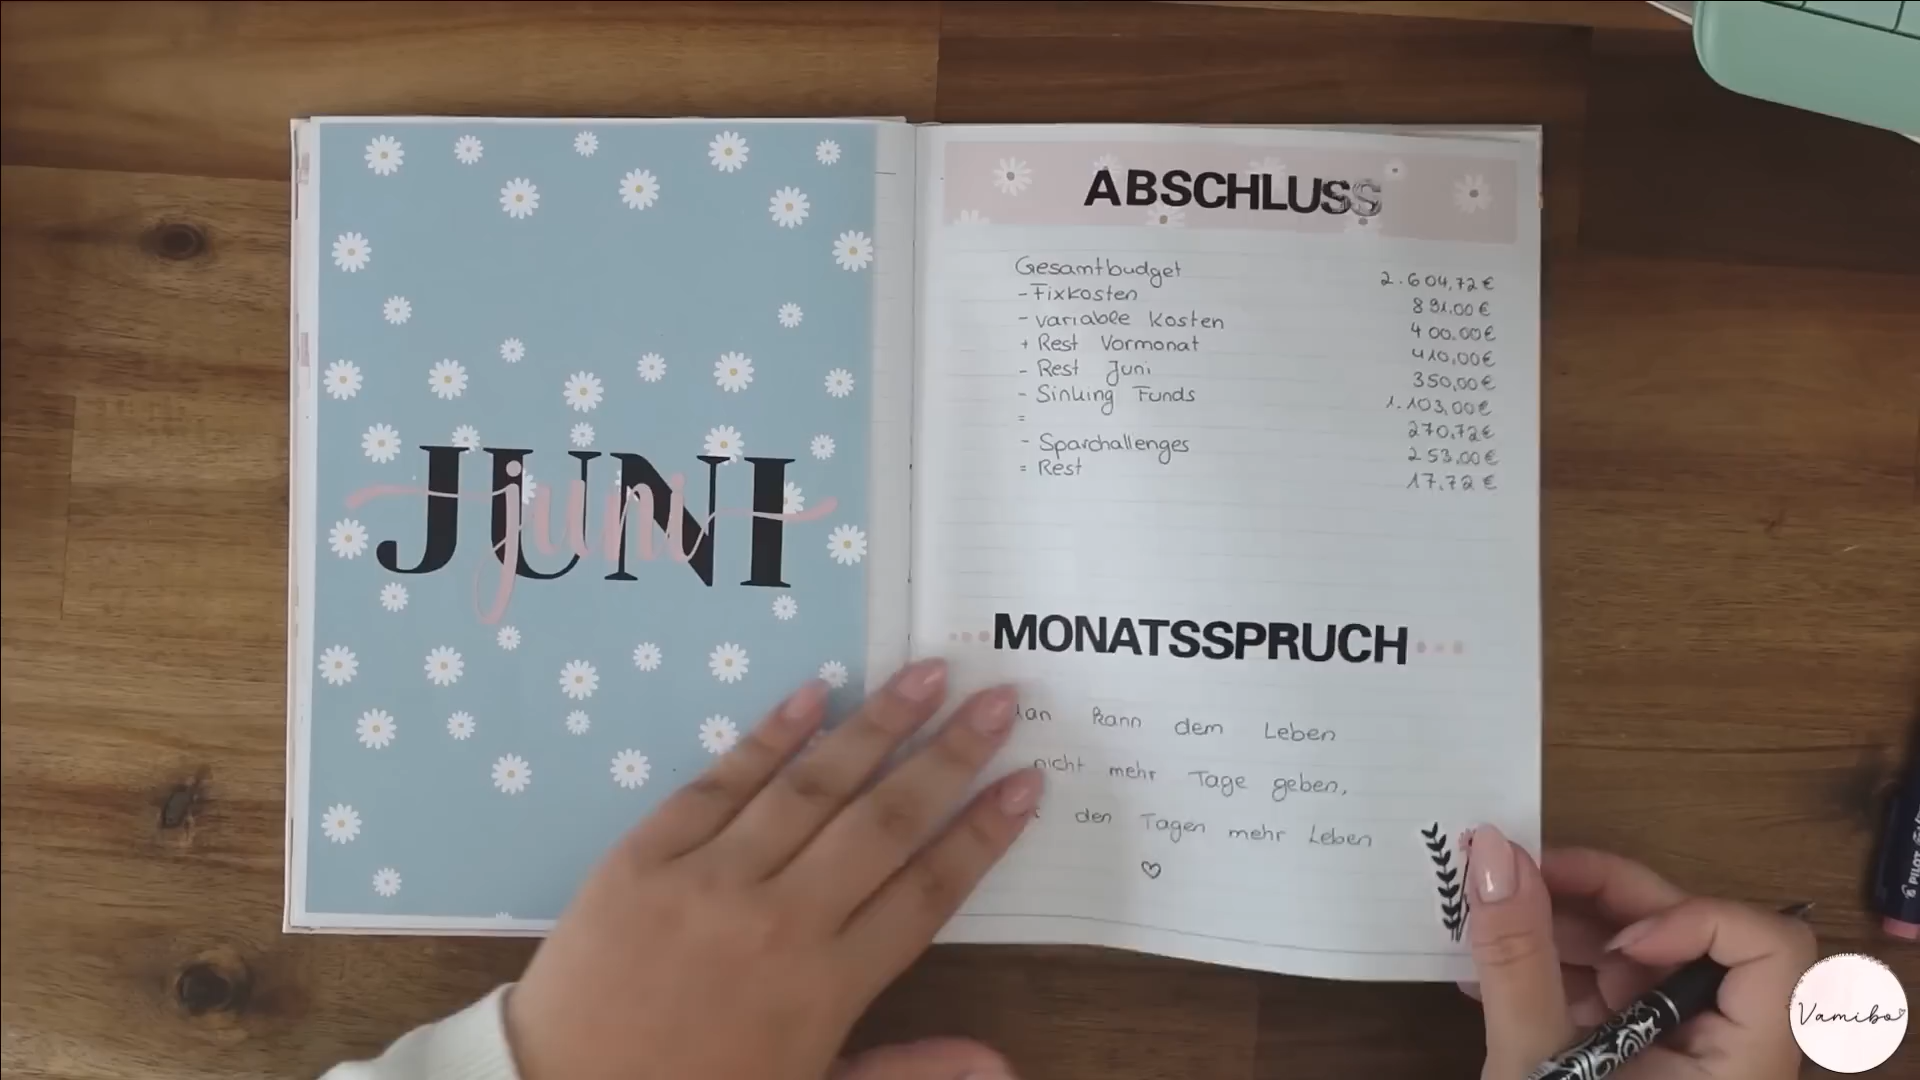 JUNI
juni
ABSCHLUSS
Gesamtbudget 2.604,72€
- Fixkosten 891.00€
- variable Kosten 400.00€
+ Rest Vormonat 410,00€
- Rest Juni 350,00€
- Sinking Funds 1.103,00€
= 270,72€
- Sparchallenges 253,00€
= Rest 17,72€
MONATSSPRUCH
kann dem Leben
nicht mehr Tage geben,
den Tagen mehr Leben
PILOT
Vamibo